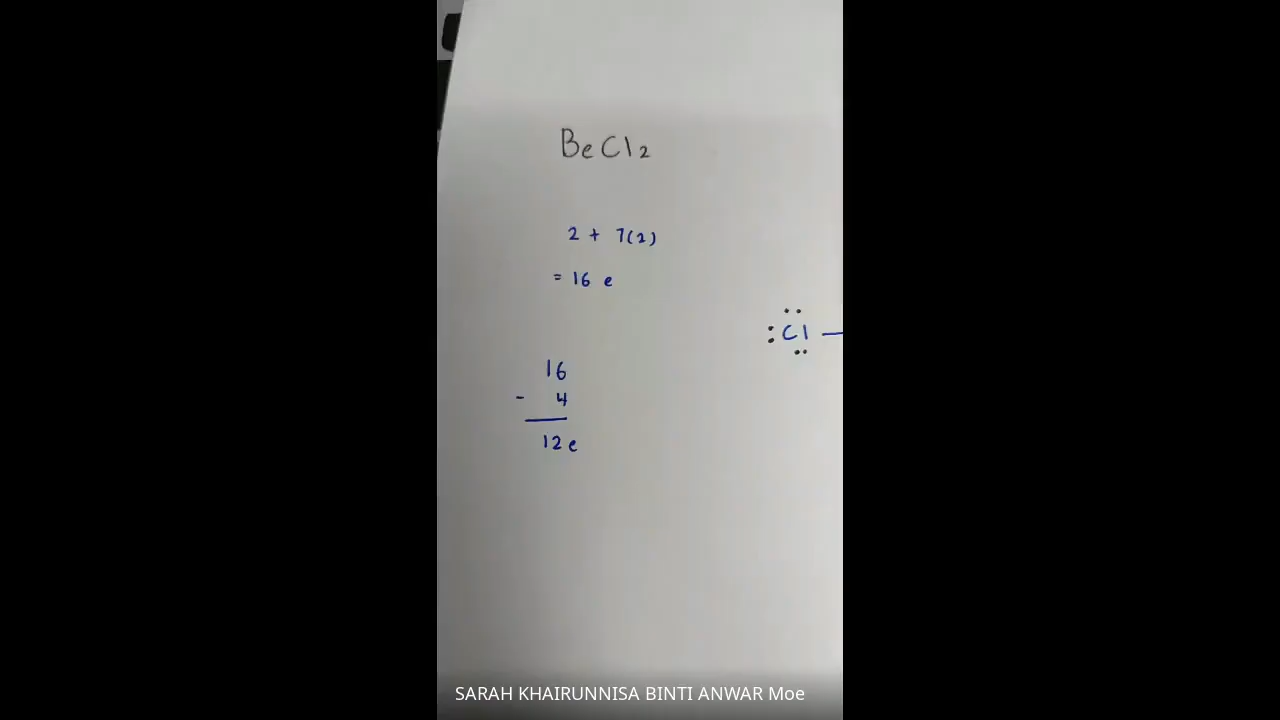 BeCl2
2 + 7(2)
= 16 e
:Cl —
16
- 4
12 e
SARAH KHAIRUNNISA BINTI ANWAR Moe